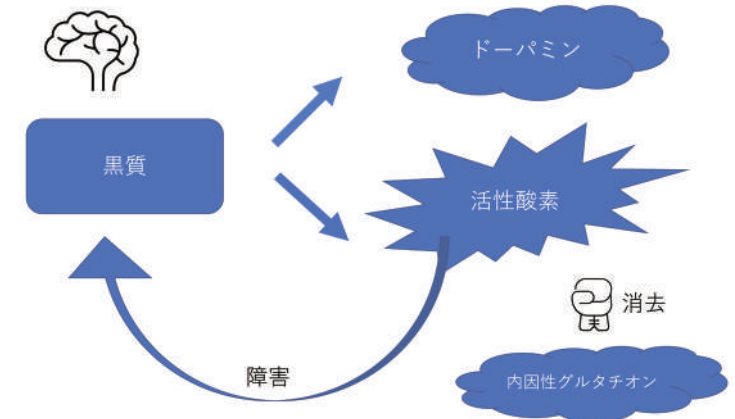 ドーパミン
黒質
活性酸素
消去
障害
内因性グルタチオン